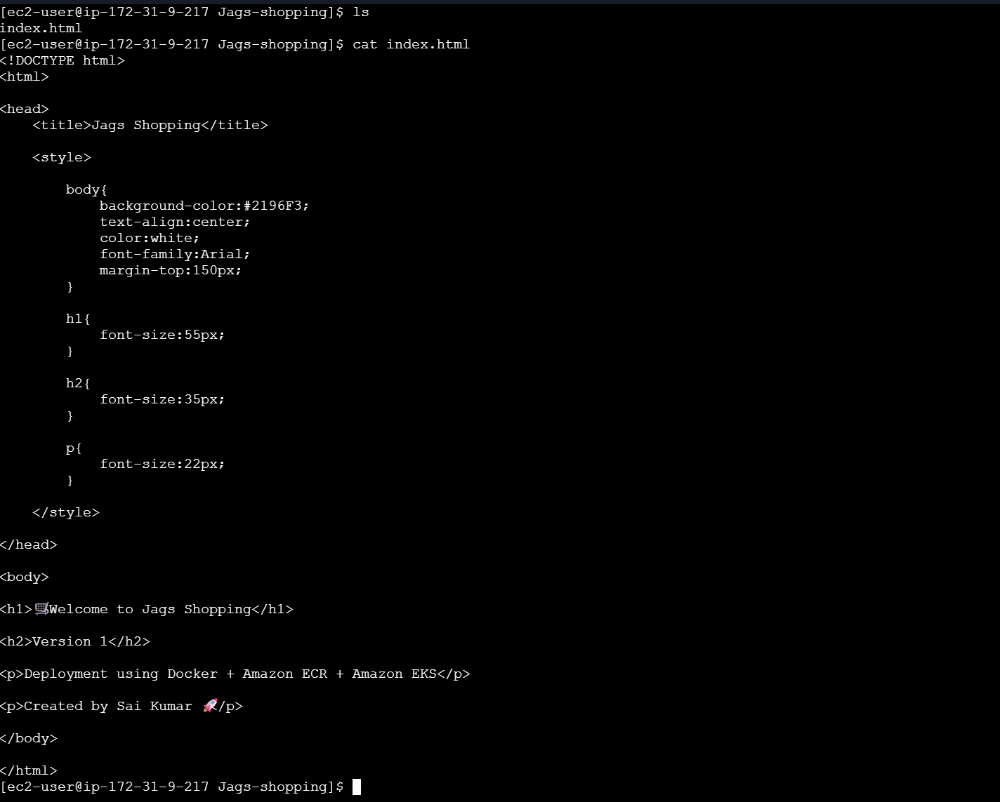 [ec2-user@ip-172-31-9-217 Jags-shopping]$ ls
index.html
[ec2-user@ip-172-31-9-217 Jags-shopping]$ cat index.html
<!DOCTYPE html>
<html>
<head>
    <title>Jags Shopping</title>
    <style>
        body{
            background-color:#2196F3;
            text-align:center;
            color:white;
            font-family:Arial;
            margin-top:150px;
        }
        h1{
            font-size:55px;
        }
        h2{
            font-size:35px;
        }
        p{
            font-size:22px;
        }
    </style>
</head>
<body>
<h1>🛒Welcome to Jags Shopping</h1>
<h2>Version 1</h2>
<p>Deployment using Docker + Amazon ECR + Amazon EKS</p>
<p>Created by Sai Kumar 🚀/p>
</body>
</html>
[ec2-user@ip-172-31-9-217 Jags-shopping]$